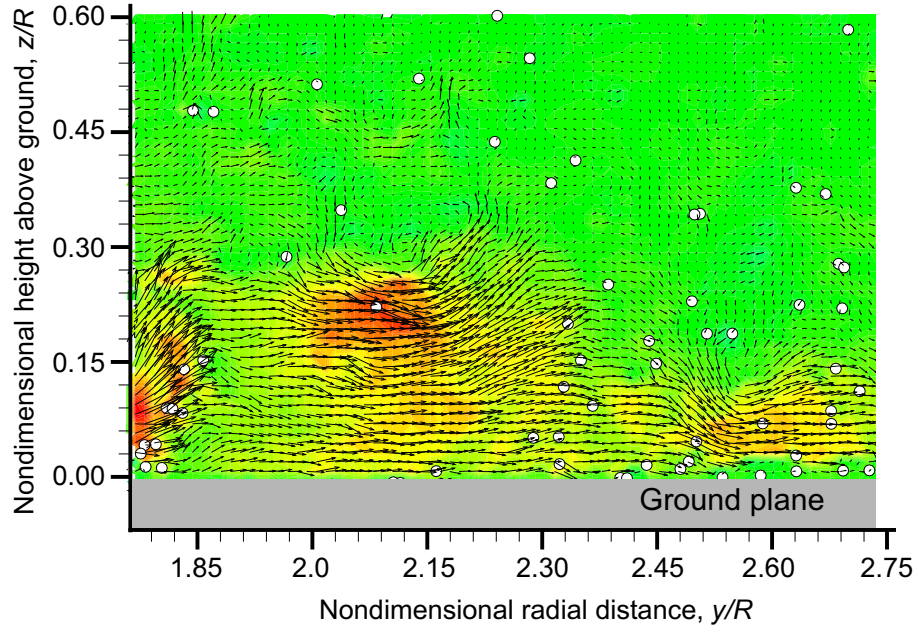 Nondimensional height above ground, z/R
0.60
0.45
0.30
0.15
0.00
Ground plane
1.85 2.0 2.15 2.30 2.45 2.60 2.75
Nondimensional radial distance, y/R